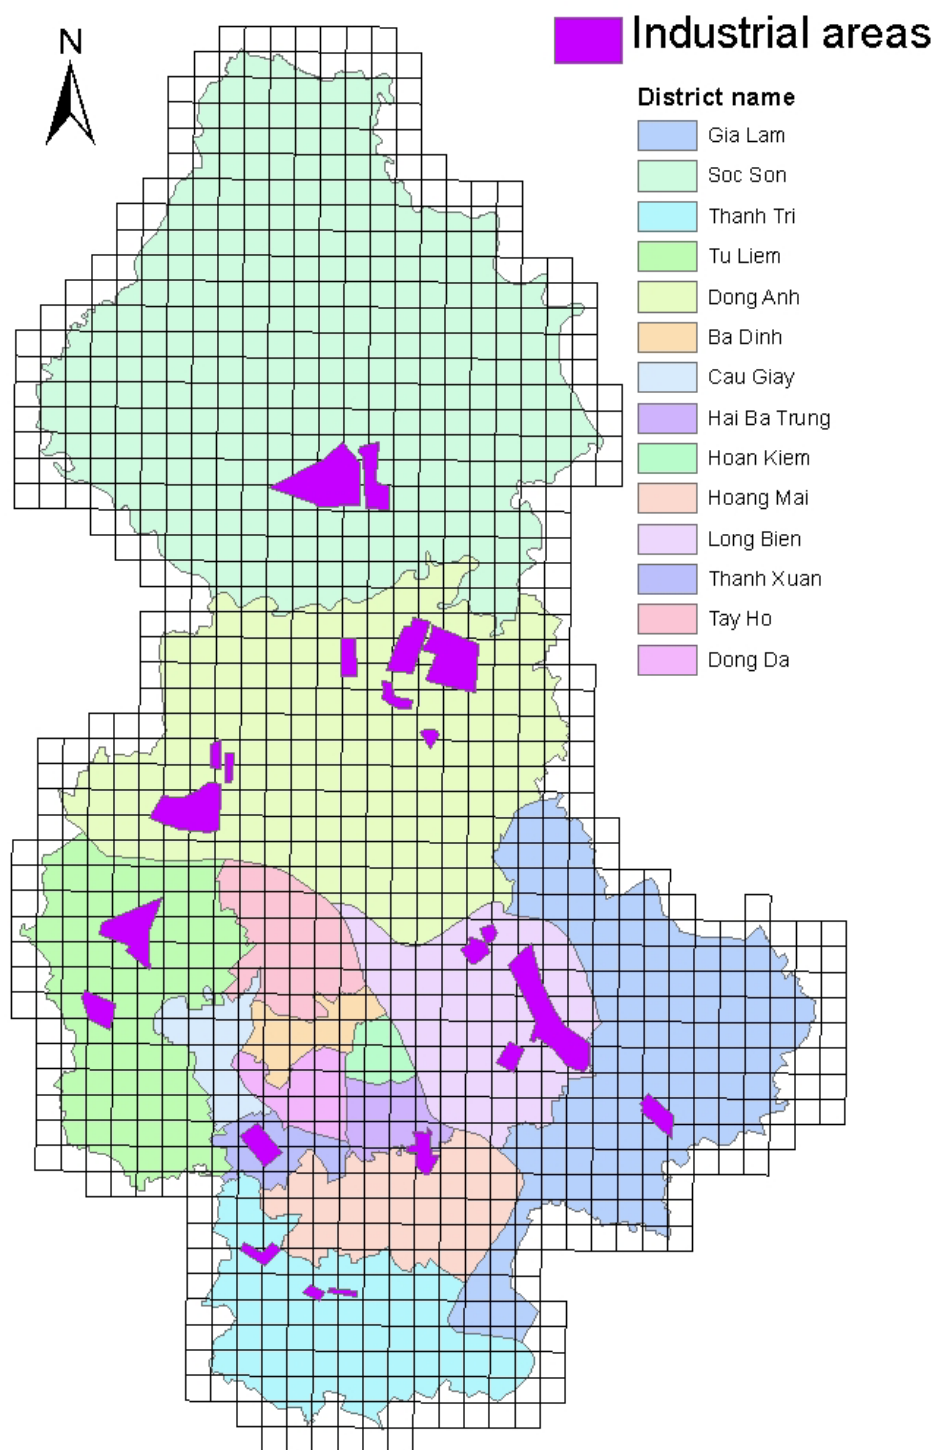 N
Industrial areas
District name
Gia Lam
Soc Son
Thanh Tri
Tu Liem
Dong Anh
Ba Dinh
Cau Giay
Hai Ba Trung
Hoan Kiem
Hoang Mai
Long Bien
Thanh Xuan
Tay Ho
Dong Da